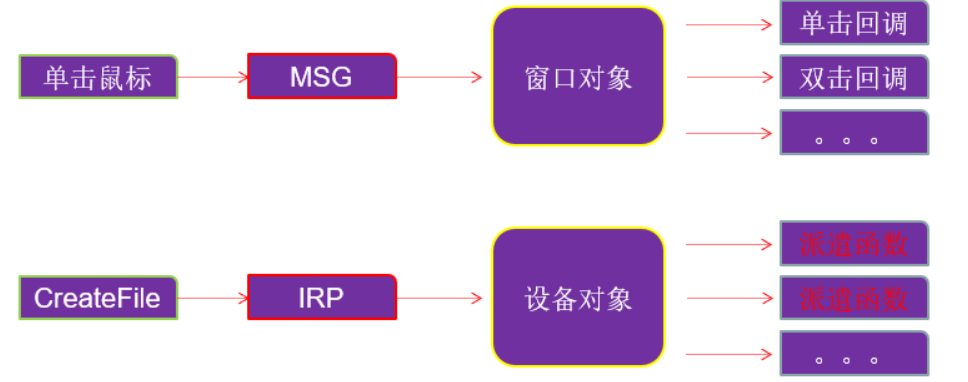 单击鼠标
MSG
窗口对象
单击回调
双击回调
。。。
CreateFile
IRP
设备对象
派遣函数
派遣函数
。。。